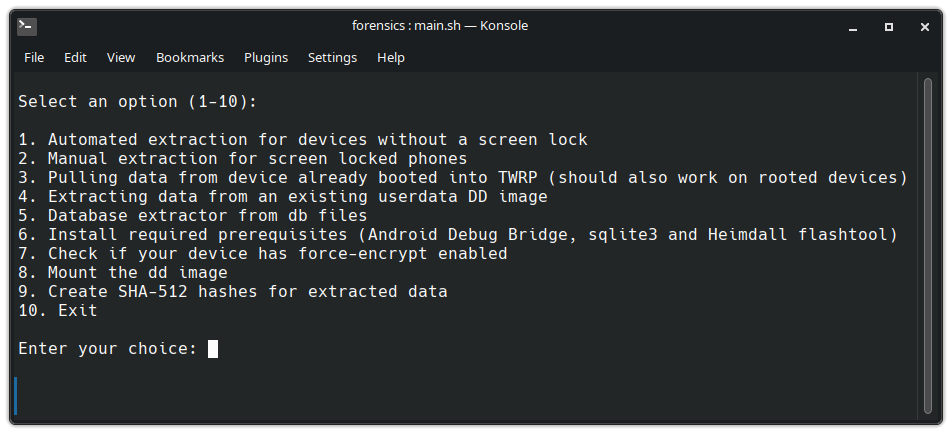 forensics : main.sh — Konsole
File Edit View Bookmarks Plugins Settings Help
Select an option (1-10):
1. Automated extraction for devices without a screen lock
2. Manual extraction for screen locked phones
3. Pulling data from device already booted into TWRP (should also work on rooted devices)
4. Extracting data from an existing userdata DD image
5. Database extractor from db files
6. Install required prerequisites (Android Debug Bridge, sqlite3 and Heimdall flashtool)
7. Check if your device has force-encrypt enabled
8. Mount the dd image
9. Create SHA-512 hashes for extracted data
10. Exit
Enter your choice: